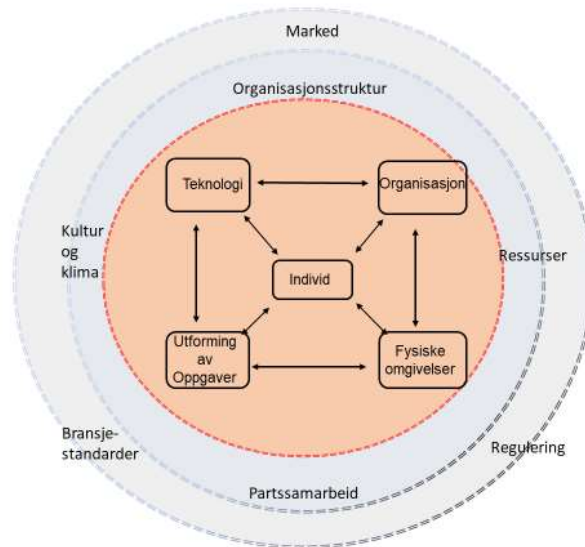 Marked
Organisasjonsstruktur
Teknologi
Organisasjon
Kultur
og
klima
Ressurser
Individ
Utforming
av
Oppgaver
Fysiske
omgivelser
Bransje-
standarder
Regulering
Partssamarbeid